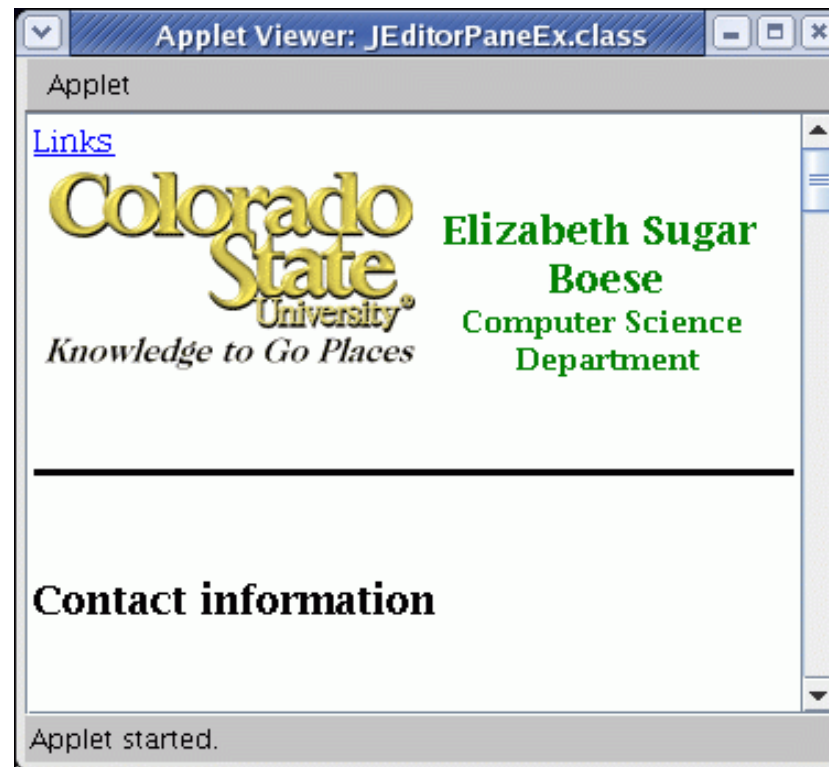 Applet Viewer: JEditorPaneEx.class
Applet
Links
Colorado
State
University®
Knowledge to Go Places
Elizabeth Sugar
Boese
Computer Science
Department
Contact information
Applet started.